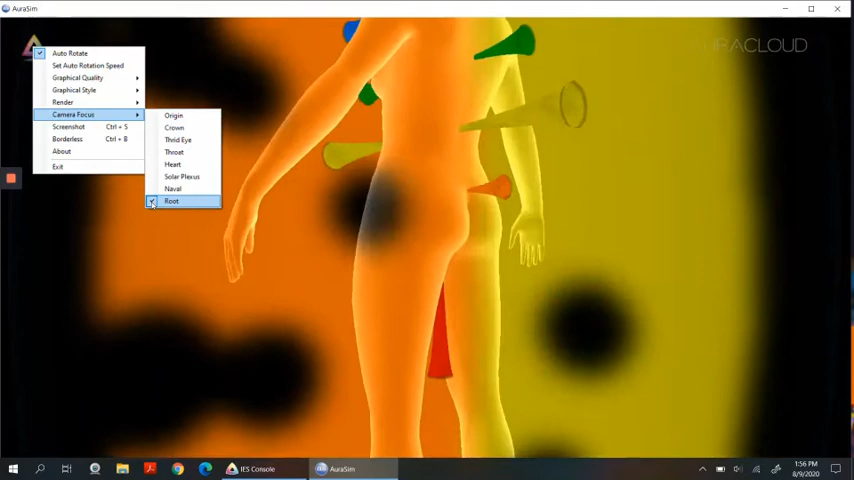 AuraSim
AURACLOUD
Auto Rotate
Set Auto Rotation Speed
Graphical Quality
Graphical Style
Render
Camera Focus
Screenshot Ctrl + S
Borderless Ctrl + B
About
Exit
Origin
Crown
Thrid Eye
Throat
Heart
Solar Plexus
Naval
Root
IES Console
AuraSim
1:56 PM
8/9/2020